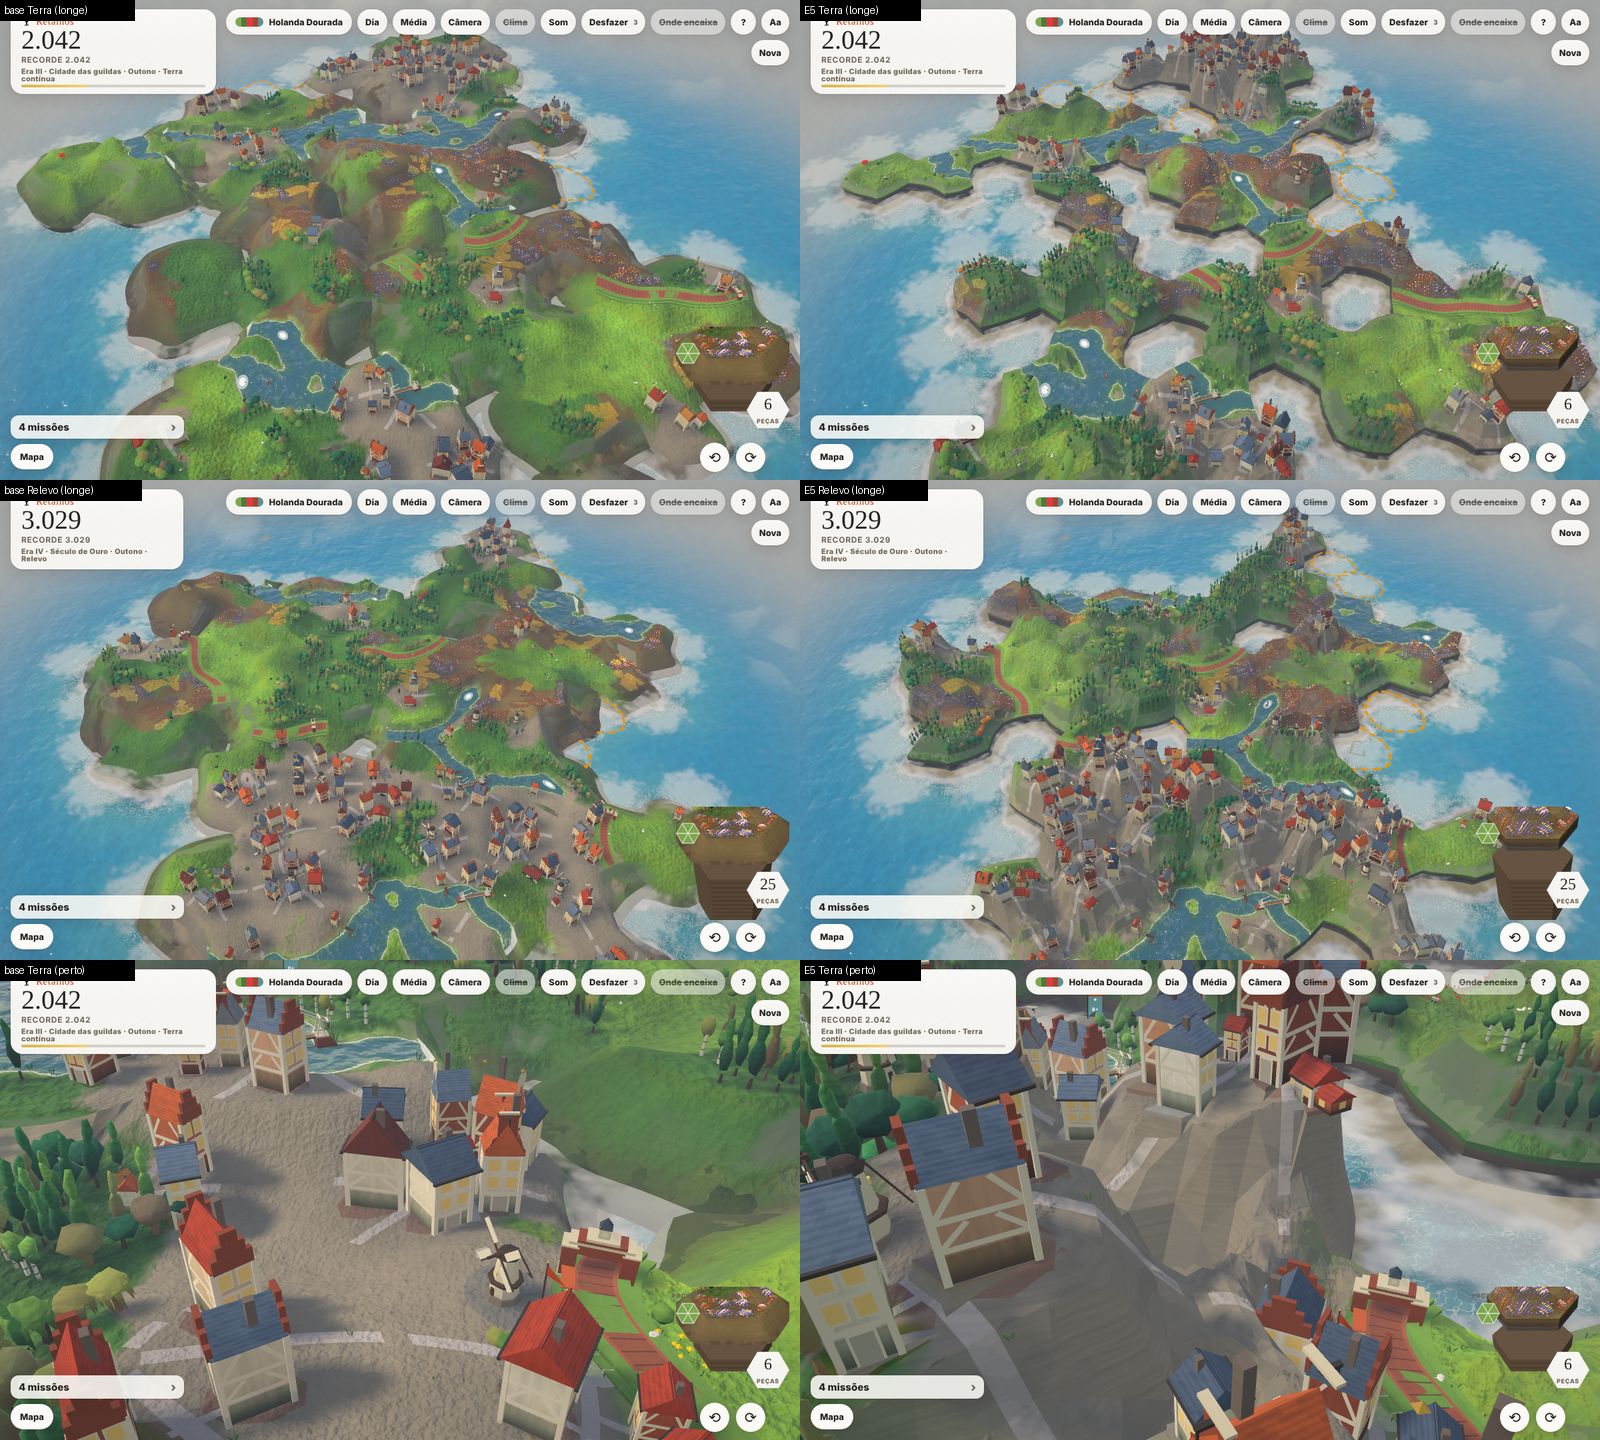 base Terra (longe)
Retalhos
2.042
RECORDE 2.042
Era III · Cidade das guildas · Outono · Terra
contínua
Holanda Dourada
Dia
Média
Câmera
Clima
Som
Desfazer 3
Onde encaixa
?
Aa
Nova
4 missões ›
Mapa
6
PEÇAS
⟲
⟳
E5 Terra (longe)
Retalhos
2.042
RECORDE 2.042
Era III · Cidade das guildas · Outono · Terra
contínua
Holanda Dourada
Dia
Média
Câmera
Clima
Som
Desfazer 3
Onde encaixa
?
Aa
Nova
4 missões ›
Mapa
6
PEÇAS
⟲
⟳
base Relevo (longe)
Retalhos
3.029
RECORDE 3.029
Era IV · Século de Ouro · Outono ·
Relevo
Holanda Dourada
Dia
Média
Câmera
Clima
Som
Desfazer 3
Onde encaixa
?
Aa
Nova
4 missões ›
Mapa
25
PEÇAS
⟲
⟳
E5 Relevo (longe)
Retalhos
3.029
RECORDE 3.029
Era IV · Século de Ouro · Outono ·
Relevo
Holanda Dourada
Dia
Média
Câmera
Clima
Som
Desfazer 3
Onde encaixa
?
Aa
Nova
4 missões ›
Mapa
25
PEÇAS
⟲
⟳
base Terra (perto)
Retalhos
2.042
RECORDE 2.042
Era III · Cidade das guildas · Outono · Terra
contínua
Holanda Dourada
Dia
Média
Câmera
Clima
Som
Desfazer 3
Onde encaixa
?
Aa
Nova
4 missões ›
Mapa
6
PEÇAS
⟲
⟳
E5 Terra (perto)
Retalhos
2.042
RECORDE 2.042
Era III · Cidade das guildas · Outono · Terra
contínua
Holanda Dourada
Dia
Média
Câmera
Clima
Som
Desfazer 3
Onde encaixa
?
Aa
Nova
4 missões ›
Mapa
6
PEÇAS
⟲
⟳